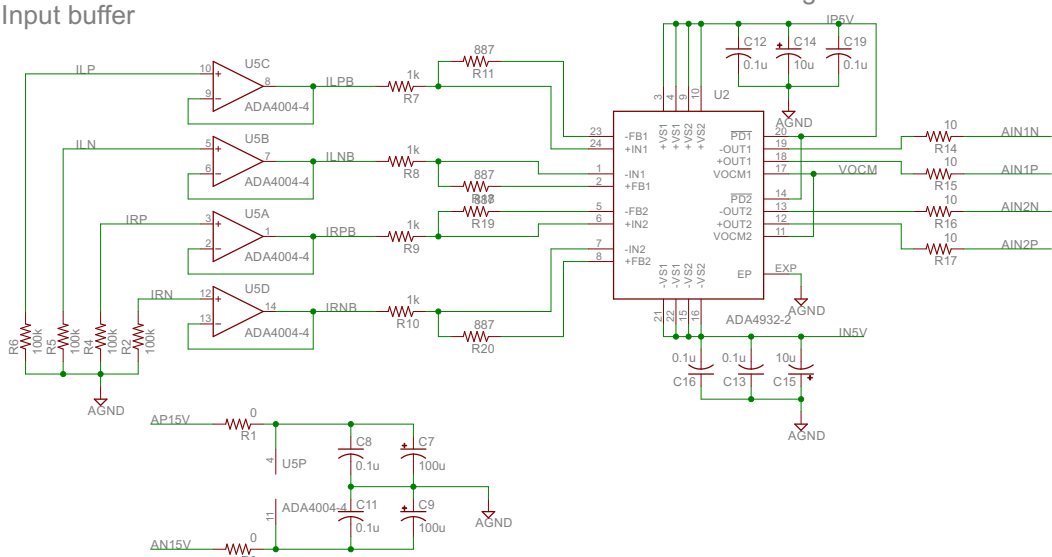 Input buffer
IP5V
ILP
10
U5C
8
9
ADA4004-4
ILPB
1k
R7
887
R11
C12
0.1u
C14
10u
C19
0.1u
AGND
3
4
9
10
U2
+VS1
+VS1
+VS2
+VS2
ILN
5
U5B
7
6
ADA4004-4
ILNB
1k
R8
887
R18
23
24
1
2
-FB1
+IN1
-IN1
+FB1
PD1
-OUT1
+OUT1
VOCM1
20
19
18
17
VOCM
10
R14
AIN1N
10
R15
AIN1P
IRP
3
U5A
1
2
ADA4004-4
IRPB
1k
R9
887
R19
5
6
7
8
-FB2
+IN2
-IN2
+FB2
PD2
-OUT2
+OUT2
VOCM2
14
13
12
11
10
R16
AIN2N
10
R17
AIN2P
IRN
12
U5D
14
13
ADA4004-4
IRNB
1k
R10
887
R20
-VS1
-VS1
-VS2
-VS2
21
22
15
16
EP
EXP
AGND
ADA4932-2
IN5V
R6
100k
R5
100k
R4
100k
R2
100k
AGND
0.1u
C16
0.1u
C13
10u
C15
AGND
AP15V
0
R1
4
U5P
C8
0.1u
C7
100u
11
ADA4004-4
C11
0.1u
C9
100u
AGND
AN15V
0